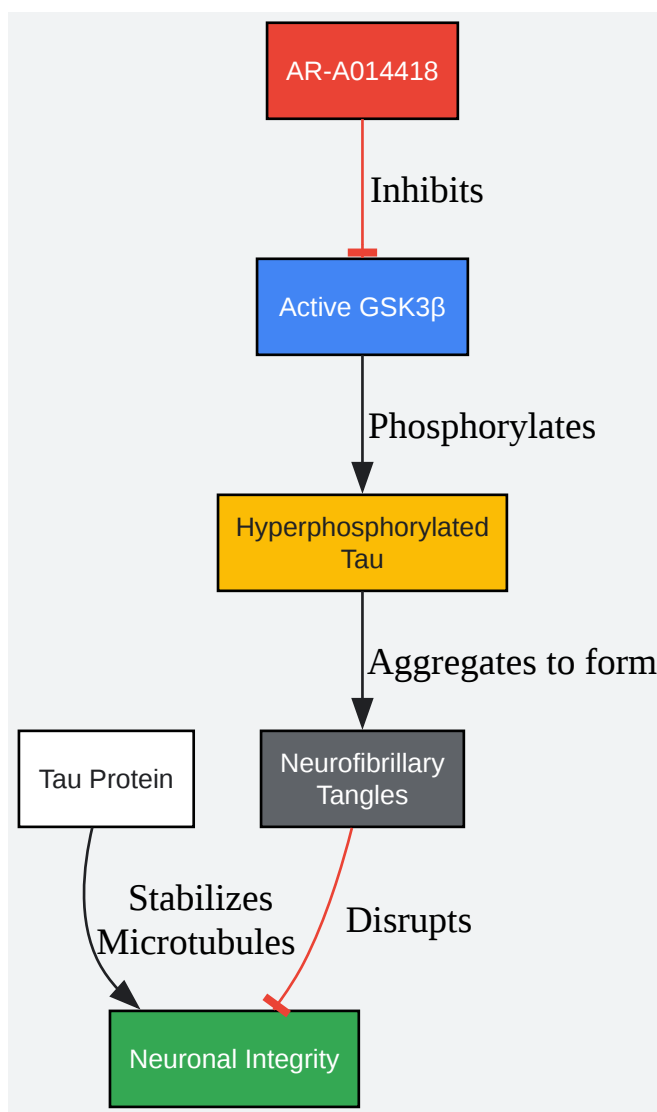 AR-A014418
Inhibits
Active GSK3β
Phosphorylates
Hyperphosphorylated
Tau
Aggregates to form
Tau Protein
Neurofibrillary
Tangles
Stabilizes
Microtubules
Disrupts
Neuronal Integrity